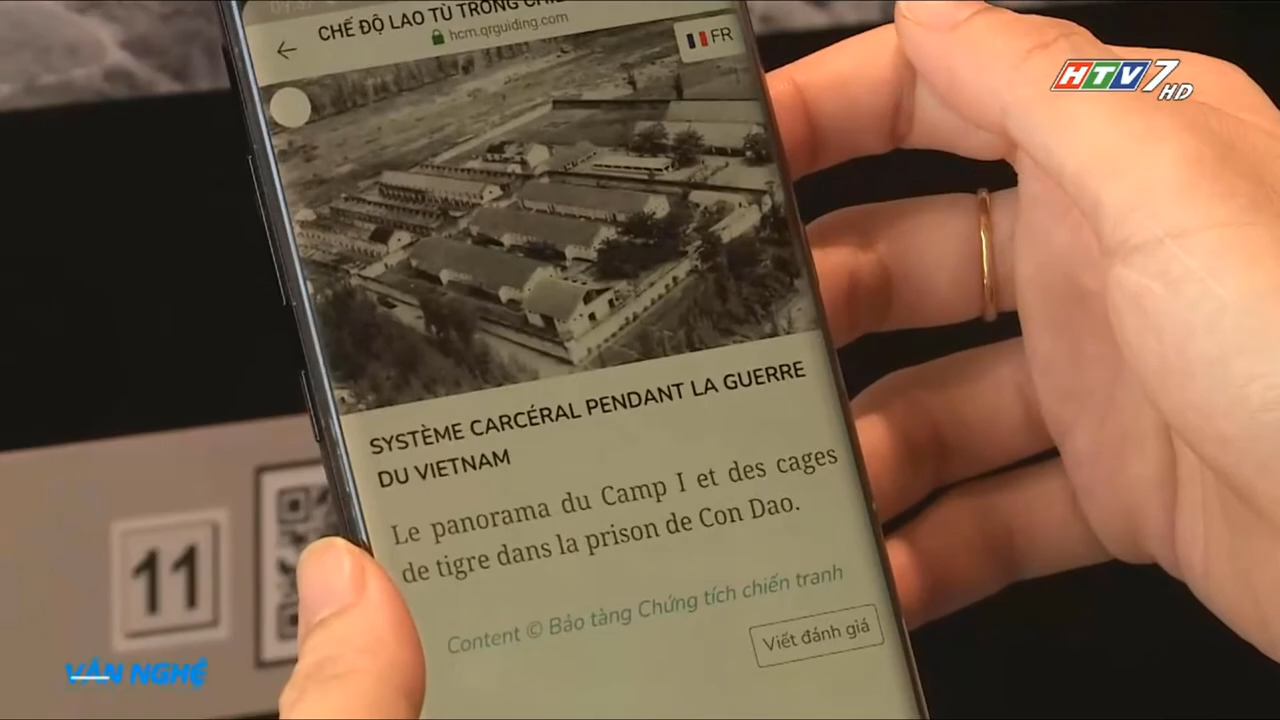 CHẾ ĐỘ LAO TÙ TRONG
hcm.qrguiding.com
FR
HTV7
HD
SYSTÈME CARCÉRAL PENDANT LA GUERRE
DU VIETNAM
Le panorama du Camp I et des cages
de tigre dans la prison de Con Dao.
Content © Bảo tàng Chứng tích chiến tranh
Viết đánh giá
11
VĂN NGHỆ